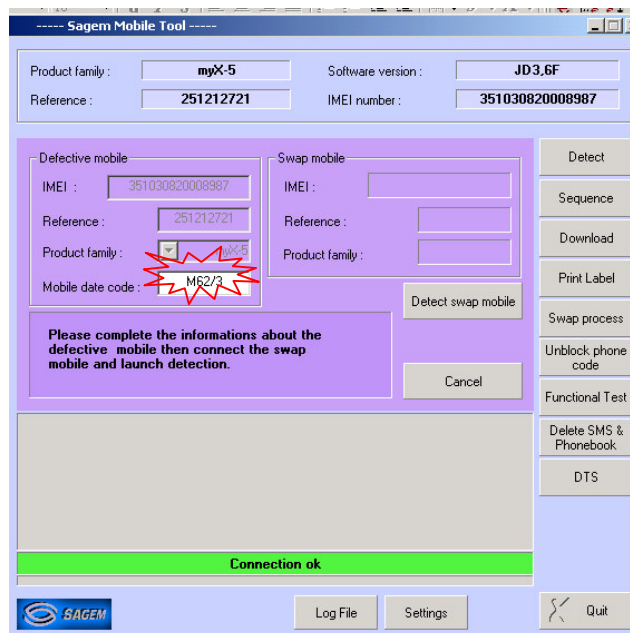 ----- Sagem Mobile Tool -----
Product family :
myX-5
Software version :
JD3,6F
Reference :
251212721
IMEI number :
351030820008987
Defective mobile
IMEI :
351030820008987
Reference :
251212721
Product family :
myX-5
Mobile date code :
M62/3
Swap mobile
IMEI :
Reference :
Product family :
Detect swap mobile
Please complete the informations about the
defective mobile then connect the swap
mobile and launch detection.
Cancel
Detect
Sequence
Download
Print Label
Swap process
Unblock phone
code
Functional Test
Delete SMS &
Phonebook
DTS
Connection ok
SAGEM
Log File
Settings
Quit